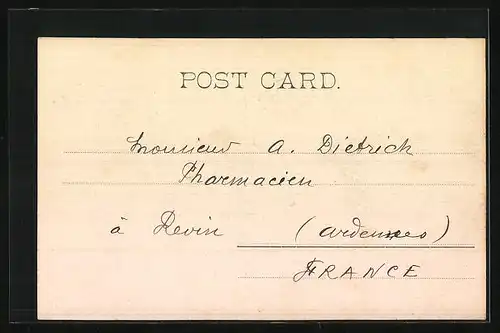 POST CARD.
Monsieur A. Dietrich
Pharmacien
à Revin (Ardennes)
FRANCE